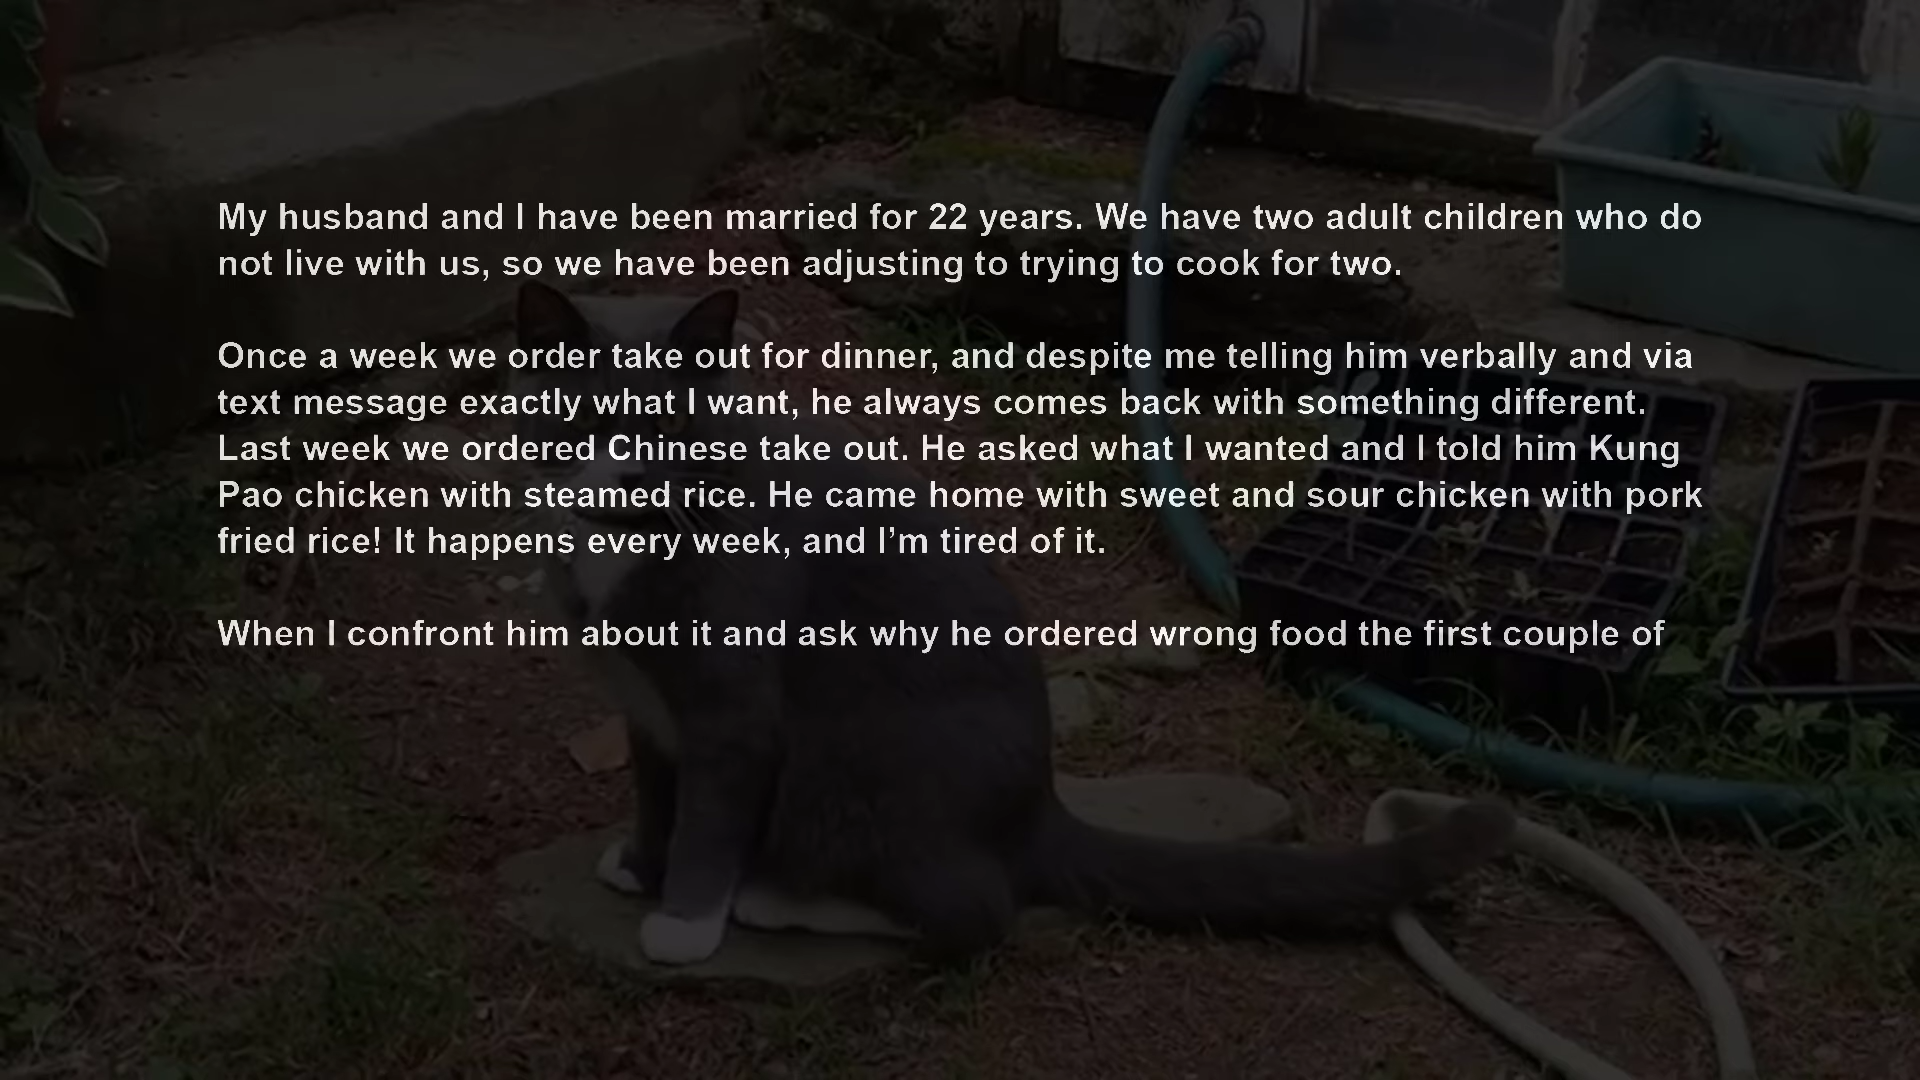 My husband and I have been married for 22 years. We have two adult children who do
not live with us, so we have been adjusting to trying to cook for two.
Once a week we order take out for dinner, and despite me telling him verbally and via
text message exactly what I want, he always comes back with something different.
Last week we ordered Chinese take out. He asked what I wanted and I told him Kung
Pao chicken with steamed rice. He came home with sweet and sour chicken with pork
fried rice! It happens every week, and I’m tired of it.
When I confront him about it and ask why he ordered wrong food the first couple of